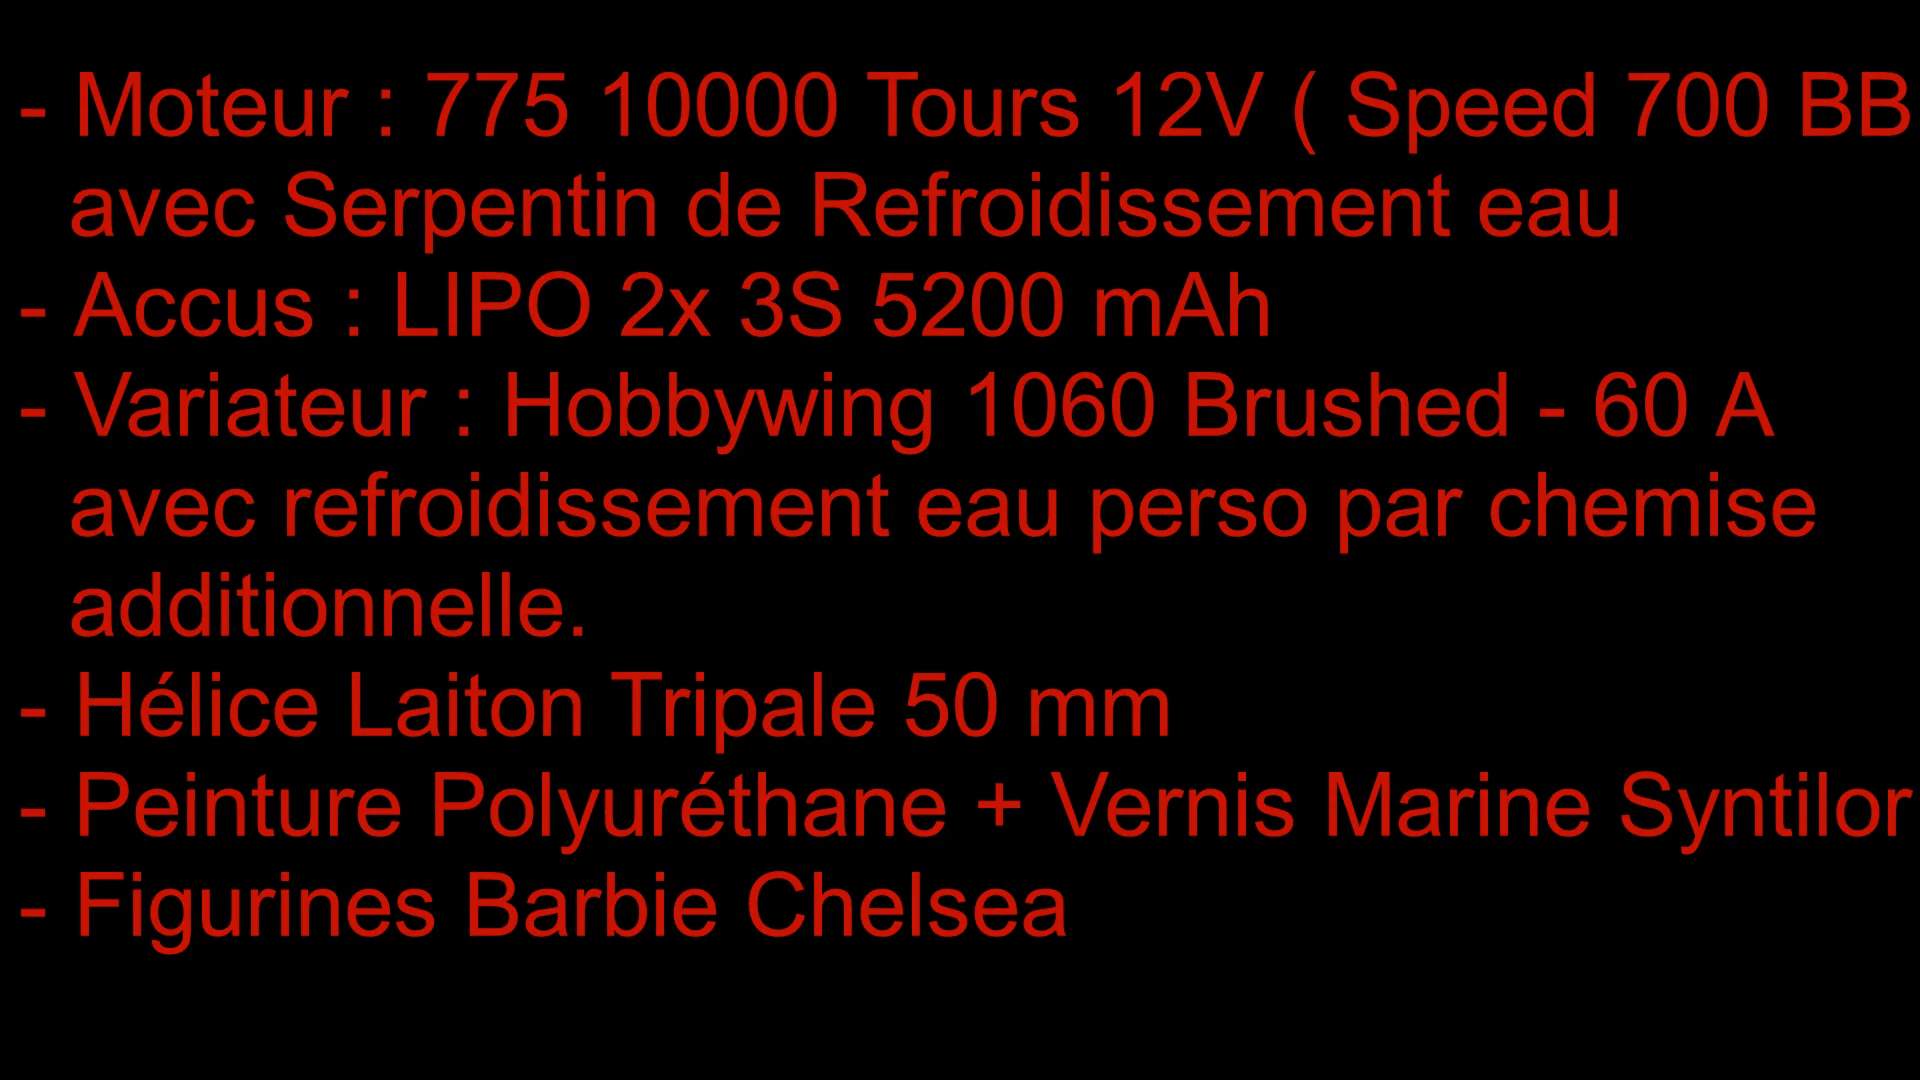 - Moteur : 775 10000 Tours 12V ( Speed 700 BB
avec Serpentin de Refroidissement eau
- Accus : LIPO 2x 3S 5200 mAh
- Variateur : Hobbywing 1060 Brushed - 60 A
avec refroidissement eau perso par chemise
additionnelle.
- Hélice Laiton Tripale 50 mm
- Peinture Polyuréthane + Vernis Marine Syntilor
- Figurines Barbie Chelsea